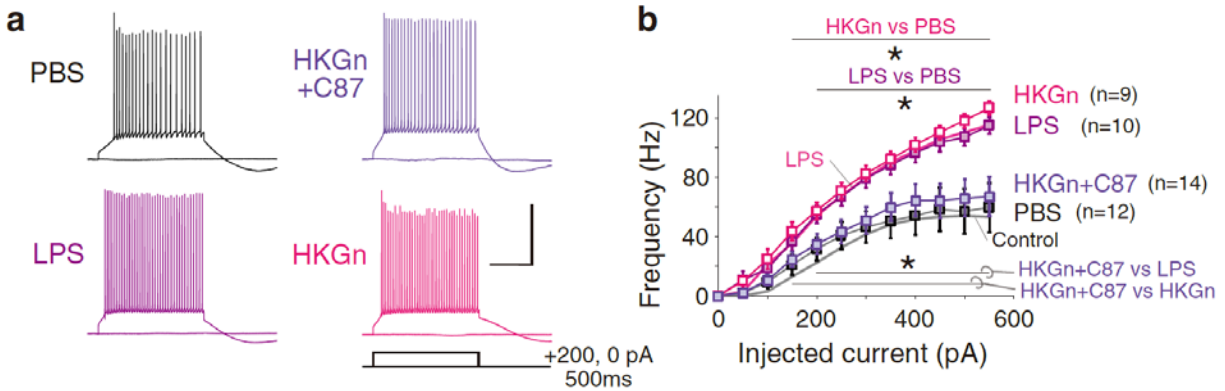 a
PBS
HKGn
+C87
LPS
HKGn
+200, 0 pA
500ms
b
HKGn vs PBS
*
LPS vs PBS
*
HKGn (n=9)
LPS (n=10)
LPS
HKGn+C87 (n=14)
PBS (n=12)
Control
*
HKGn+C87 vs LPS
HKGn+C87 vs HKGn
Frequency (Hz)
120
80
40
0
0 200 400 600
Injected current (pA)